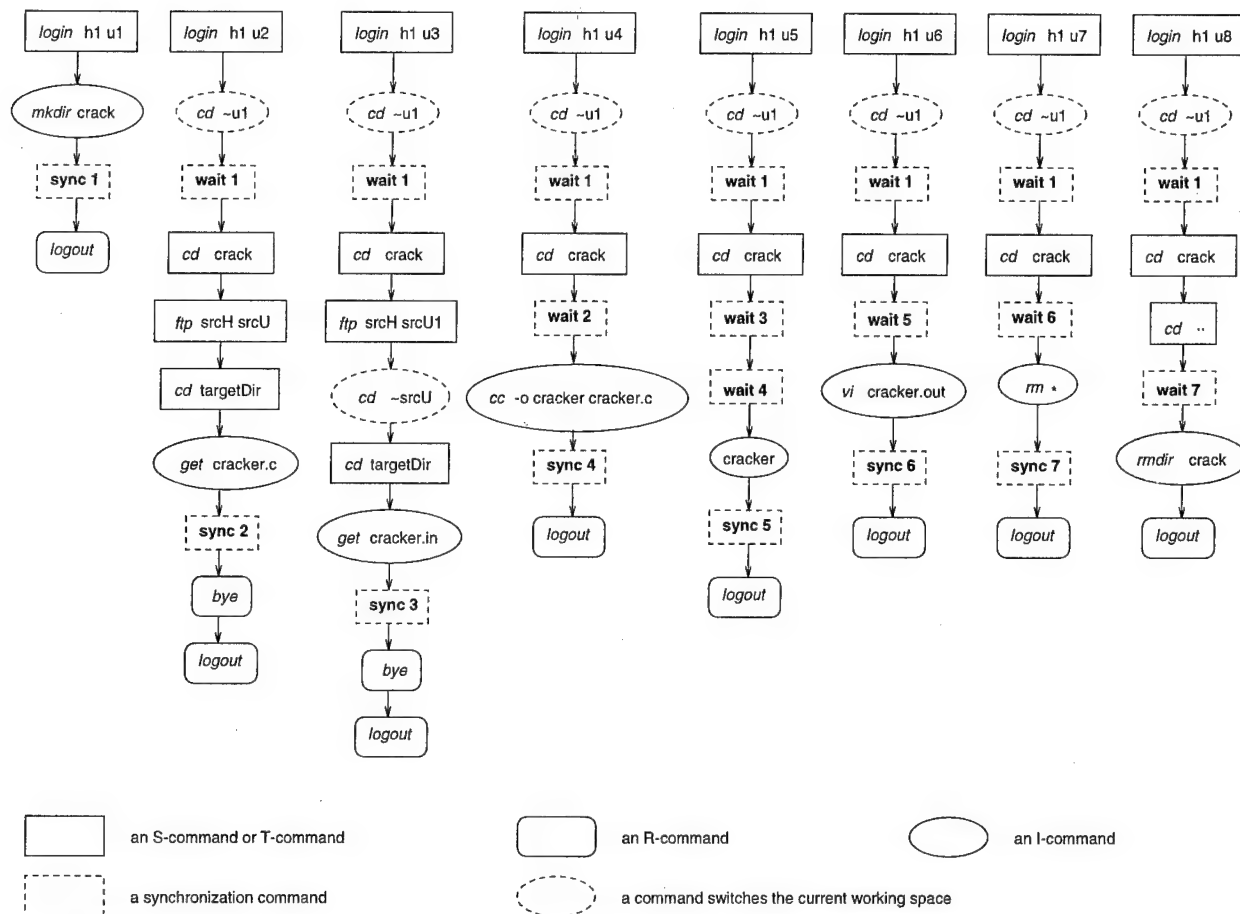 login h1 u1
mkdir crack
sync 1
logout
login h1 u2
cd ~u1
wait 1
cd crack
ftp srcH srcU
cd targetDir
get cracker.c
sync 2
bye
logout
login h1 u3
cd ~u1
wait 1
cd crack
ftp srcH srcU1
cd ~srcU
cd targetDir
get cracker.in
sync 3
bye
logout
login h1 u4
cd ~u1
wait 1
cd crack
wait 2
cc -o cracker cracker.c
sync 4
logout
login h1 u5
cd ~u1
wait 1
cd crack
wait 3
wait 4
cracker
sync 5
logout
login h1 u6
cd ~u1
wait 1
cd crack
wait 5
vi cracker.out
sync 6
logout
login h1 u7
cd ~u1
wait 1
cd crack
wait 6
rm *
sync 7
logout
login h1 u8
cd ~u1
wait 1
cd crack
cd ..
wait 7
rmdir crack
logout
an S-command or T-command
an R-command
an I-command
a synchronization command
a command switches the current working space